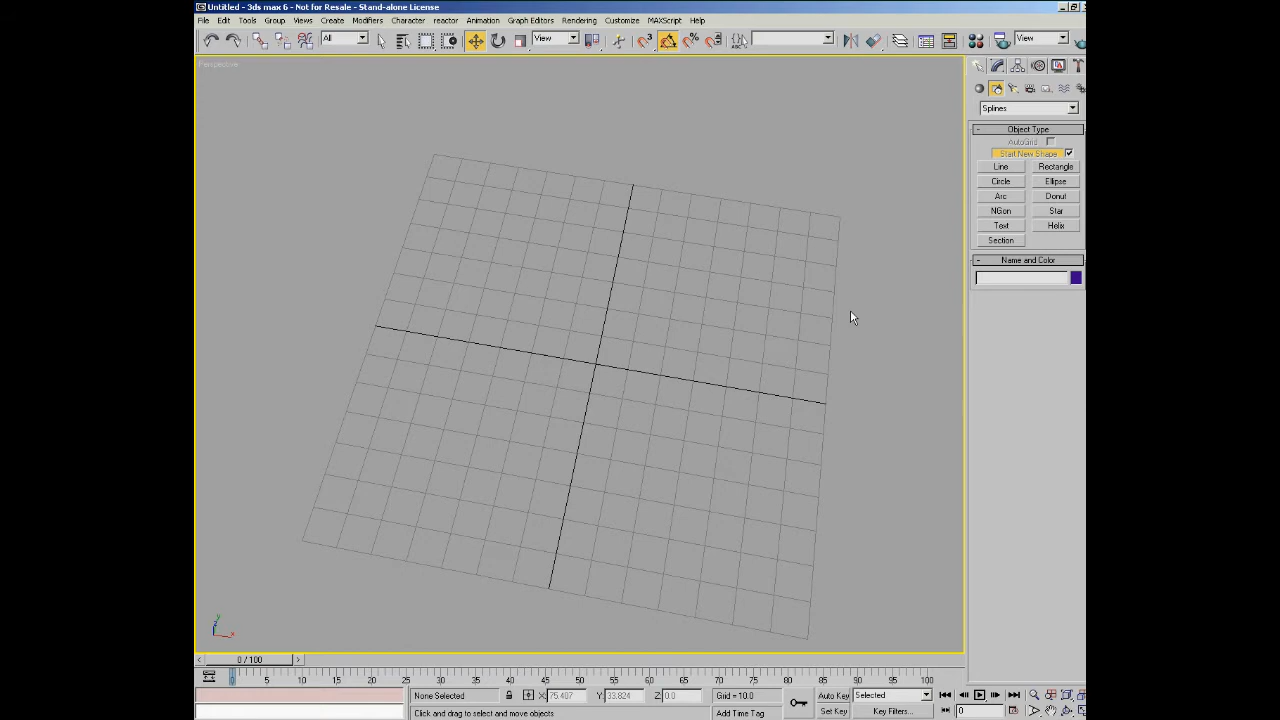 Untitled - 3ds max 6 - Not for Resale - Stand-alone License
File Edit Tools Group Views Create Modifiers Character reactor Animation Graph Editors Rendering Customize MAXScript Help
All View View
Perspective
Splines
- Object Type
AutoGrid
Start New Shape
Line Rectangle
Circle Ellipse
Arc Donut
NGon Star
Text Helix
Section
- Name and Color
z y x
< 0 / 100 >
0 5 10 15 20 25 30 35 40 45 50 55 60 65 70 75 80 85 90 95 100
None Selected X: 75.407 Y: 33.824 Z: 0.0 Grid = 10.0 Auto Key Selected
Click and drag to select and move objects Add Time Tag Set Key Key Filters... 0